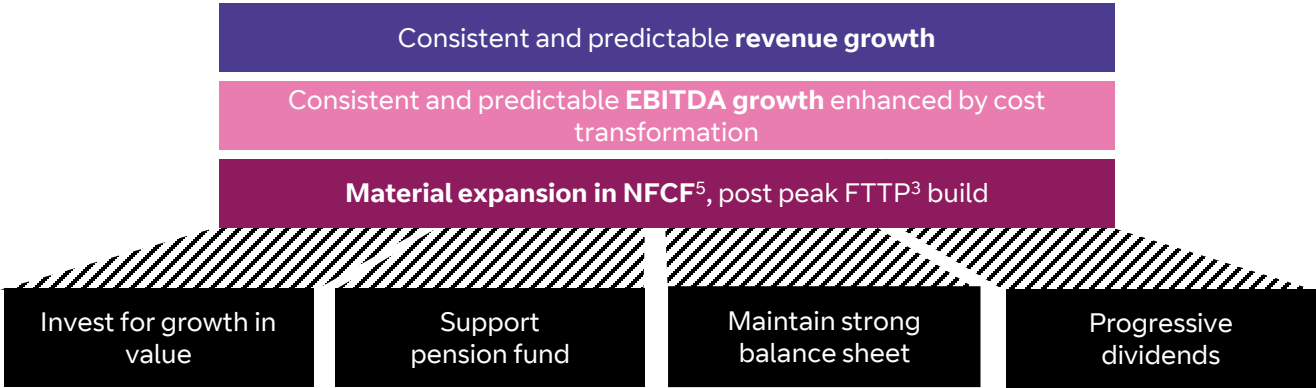 Consistent and predictable revenue growth
Consistent and predictable EBITDA growth enhanced by cost
transformation
Material expansion in NFCF⁵, post peak FTTP³ build
Invest for growth in
value
Support
pension fund
Maintain strong
balance sheet
Progressive
dividends